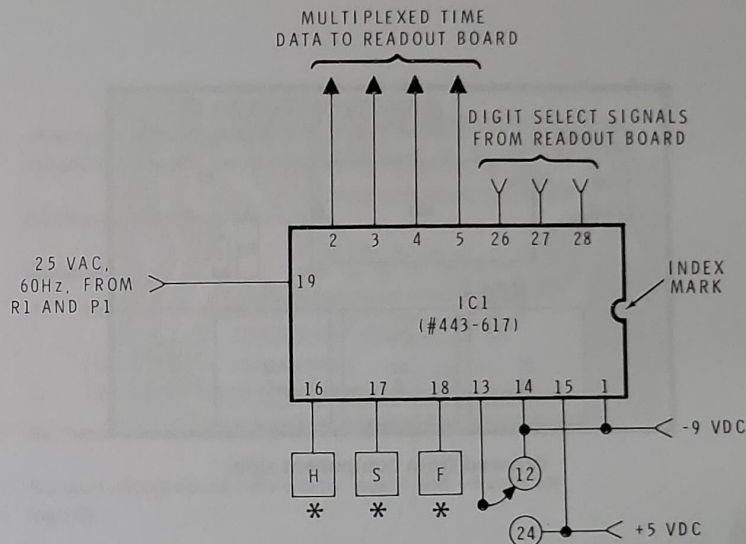 MULTIPLEXED TIME
DATA TO READOUT BOARD
DIGIT SELECT SIGNALS
FROM READOUT BOARD
2 3 4 5 26 27 28
25 VAC,
60Hz, FROM
R1 AND P1
19
INDEX
MARK
IC1
(#443-617)
16 17 18 13 14 15 1
-9 VDC
H S F 12
* * *
24 +5 VDC